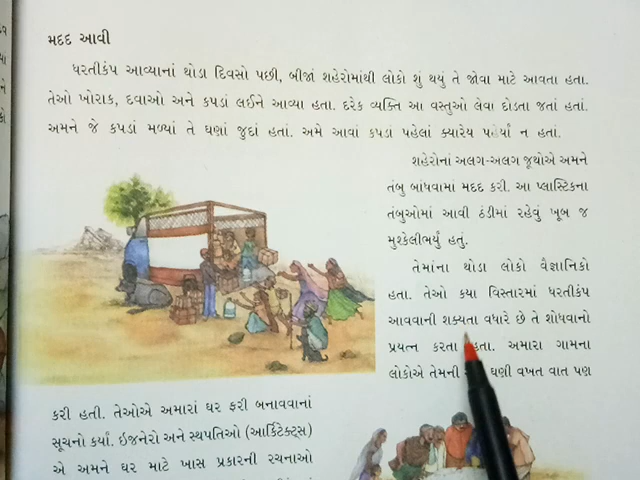 મદદ આવી
ધરતીકંપ આવ્યાનાં થોડા દિવસો પછી, બીજાં શહેરોમાંથી લોકો શું થયું તે જોવા માટે આવતા હતા.
તેઓ ખોરાક, દવાઓ અને કપડાં લઈને આવ્યા હતા. દરેક વ્યક્તિ આ વસ્તુઓ લેવા દોડતા જતાં હતાં.
અમને જે કપડાં મળ્યાં તે ઘણાં જુદાં હતાં. અમે આવાં કપડાં પહેલાં ક્યારેય પહેર્યાં ન હતાં.
શહેરોનાં અલગ-અલગ જૂથોએ અમને
તંબુ બાંધવામાં મદદ કરી. આ પ્લાસ્ટિકના
તંબુઓમાં આવી ઠંડીમાં રહેવું ખૂબ જ
મુશ્કેલીભર્યું હતું.
તેમાંના થોડા લોકો વૈજ્ઞાનિકો
હતા. તેઓ કયા વિસ્તારમાં ધરતીકંપ
આવવાની શક્યતા વધારે છે તે શોધવાનો
પ્રયત્ન કરતા હતા. અમારા ગામના
લોકોએ તેમની ઘણી વખત વાત પણ
કરી હતી. તેઓએ અમારાં ઘર ફરી બનાવવાનાં
સૂચનો કર્યાં. ઇજનેરો અને સ્થપતિઓ (આર્કિટેક્ટ્સ)
એ અમને ઘર માટે ખાસ પ્રકારની રચનાઓ